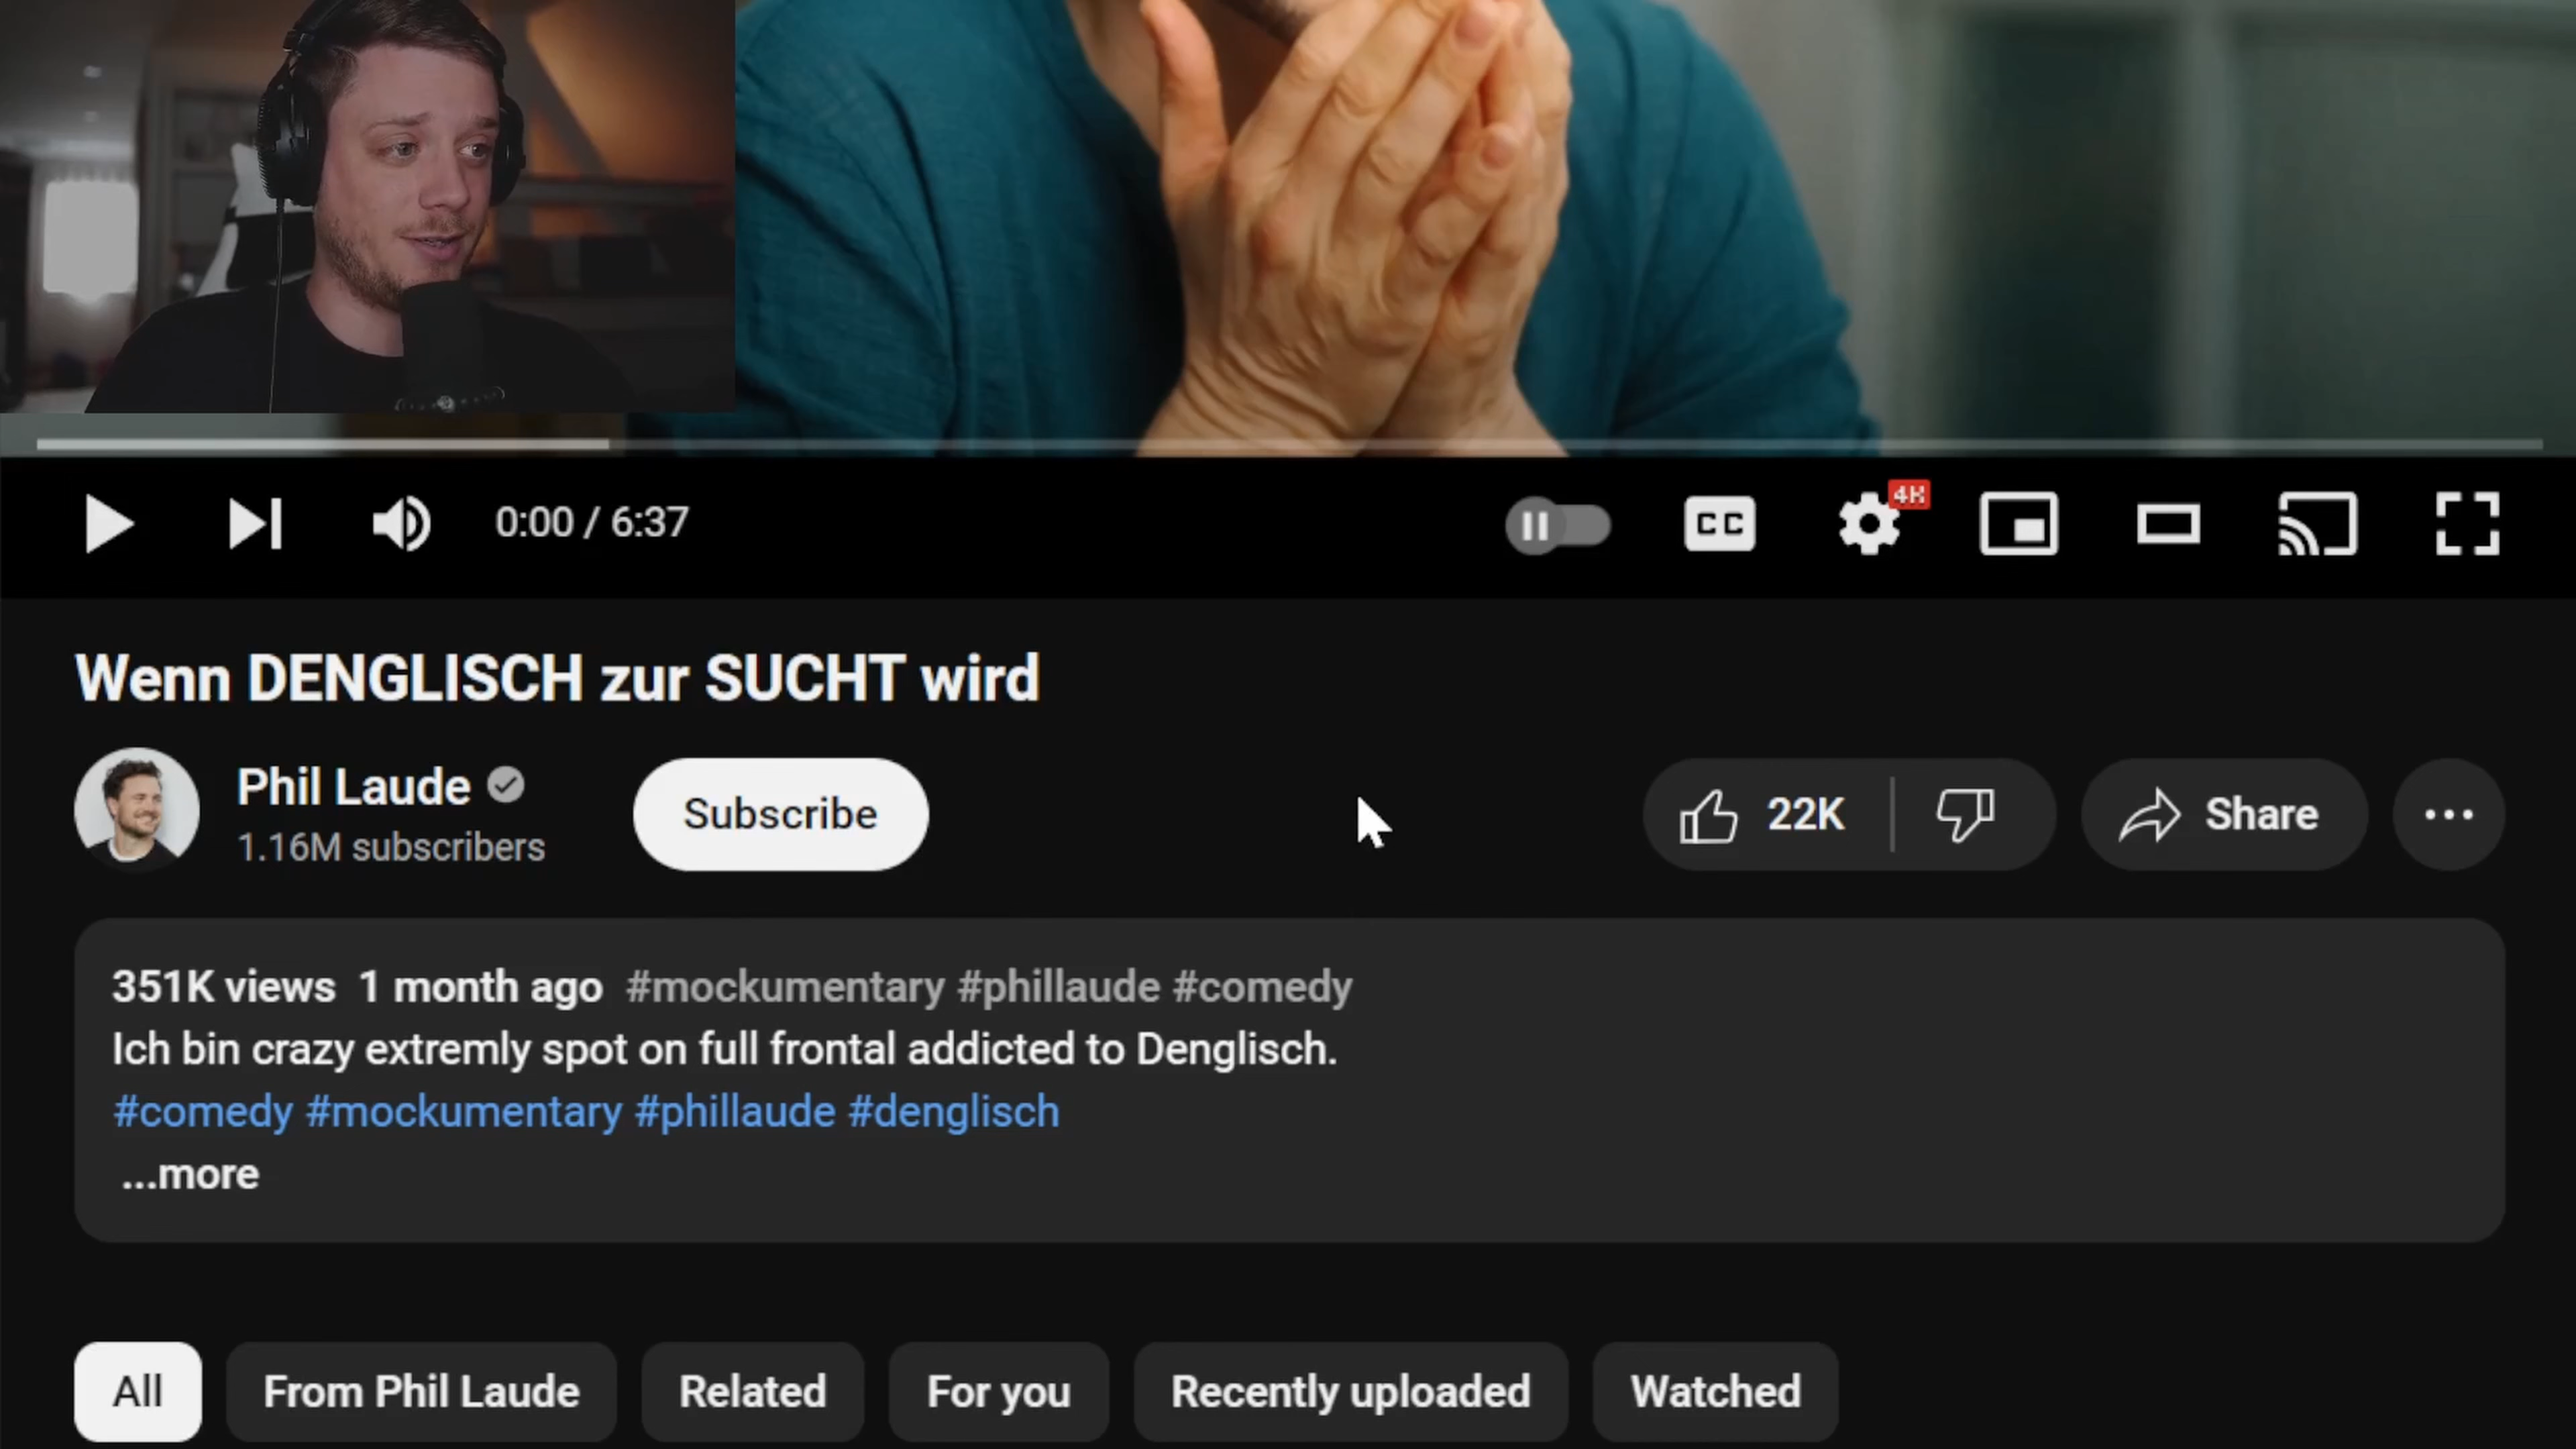 0:00 / 6:37
CC
4K
Wenn DENGLISCH zur SUCHT wird
Phil Laude
1.16M subscribers
Subscribe
22K
Share
351K views 1 month ago #mockumentary #phillaude #comedy
Ich bin crazy extremly spot on full frontal addicted to Denglisch.
#comedy #mockumentary #phillaude #denglisch
...more
All
From Phil Laude
Related
For you
Recently uploaded
Watched